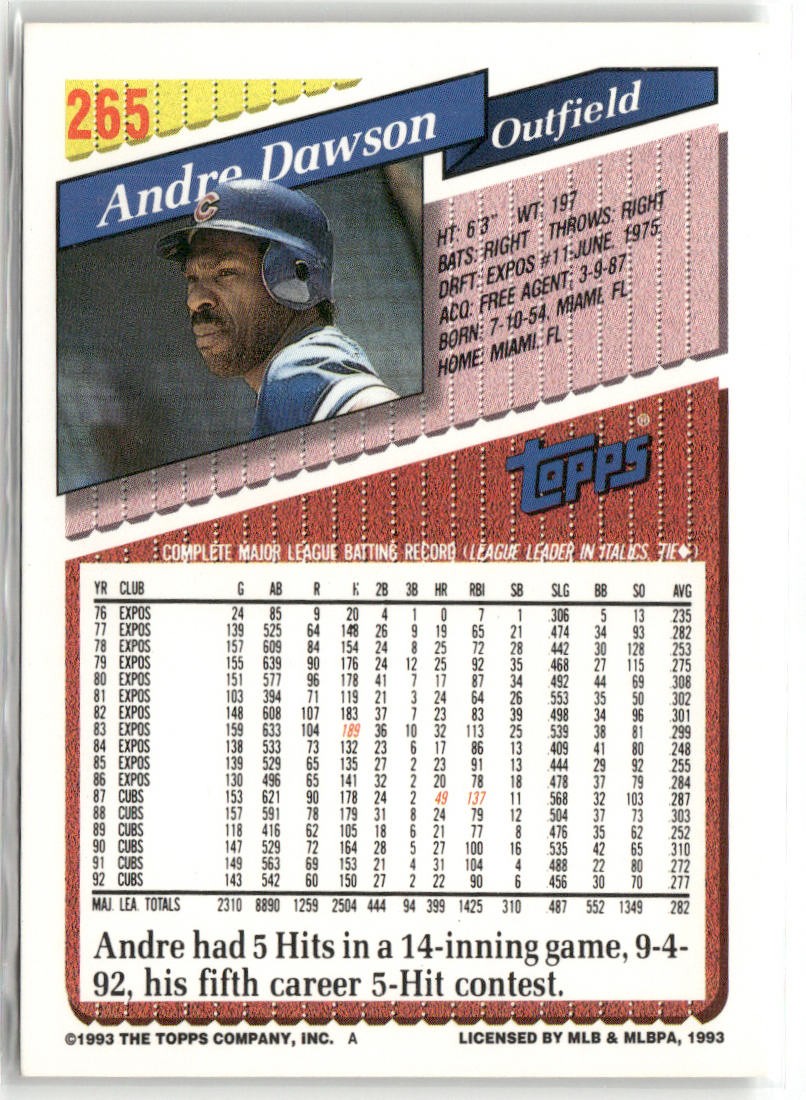 265
Andre Dawson
Outfield
C
HT: 6'3" WT: 197
BATS: RIGHT THROWS: RIGHT
DRFT: EXPOS #11-JUNE, 1975
ACQ: FREE AGENT, 3-9-87
BORN: 7-10-54, MIAMI, FL
HOME: MIAMI, FL
topps®
COMPLETE MAJOR LEAGUE BATTING RECORD (LEAGUE LEADER IN ITALICS, TIE◆)
YR CLUB G AB R K 2B 3B HR RBI SB SLG BB SO AVG
76 EXPOS 24 85 9 20 4 1 0 7 1 .306 5 13 .235
77 EXPOS 139 525 64 148 26 9 19 65 21 .474 34 93 .282
78 EXPOS 157 609 84 154 24 8 25 72 28 .442 30 128 .253
79 EXPOS 155 639 90 176 24 12 25 92 35 .468 27 115 .275
80 EXPOS 151 577 96 178 41 7 17 87 34 .492 44 69 .308
81 EXPOS 103 394 71 119 21 3 24 64 26 .553 35 50 .302
82 EXPOS 148 608 107 183 37 7 23 83 39 .498 34 96 .301
83 EXPOS 159 633 104 189 36 10 32 113 25 .539 38 81 .299
84 EXPOS 138 533 73 132 23 6 17 86 13 .409 41 80 .248
85 EXPOS 139 529 65 135 27 2 23 91 13 .444 29 92 .255
86 EXPOS 130 496 65 141 32 2 20 78 18 .478 37 79 .284
87 CUBS 153 621 90 178 24 2 49 137 11 .568 32 103 .287
88 CUBS 157 591 78 179 31 8 24 79 12 .504 37 73 .303
89 CUBS 118 416 62 105 18 6 21 77 8 .476 35 62 .252
90 CUBS 147 529 72 164 28 5 27 100 16 .535 42 65 .310
91 CUBS 149 563 69 153 21 4 31 104 4 .488 22 80 .272
92 CUBS 143 542 60 150 27 2 22 90 6 .456 30 70 .277
MAJ. LEA. TOTALS 2310 8890 1259 2504 444 94 399 1425 310 .487 552 1349 .282
Andre had 5 Hits in a 14-inning game, 9-4-
92, his fifth career 5-Hit contest.
©1993 THE TOPPS COMPANY, INC. A LICENSED BY MLB & MLBPA, 1993